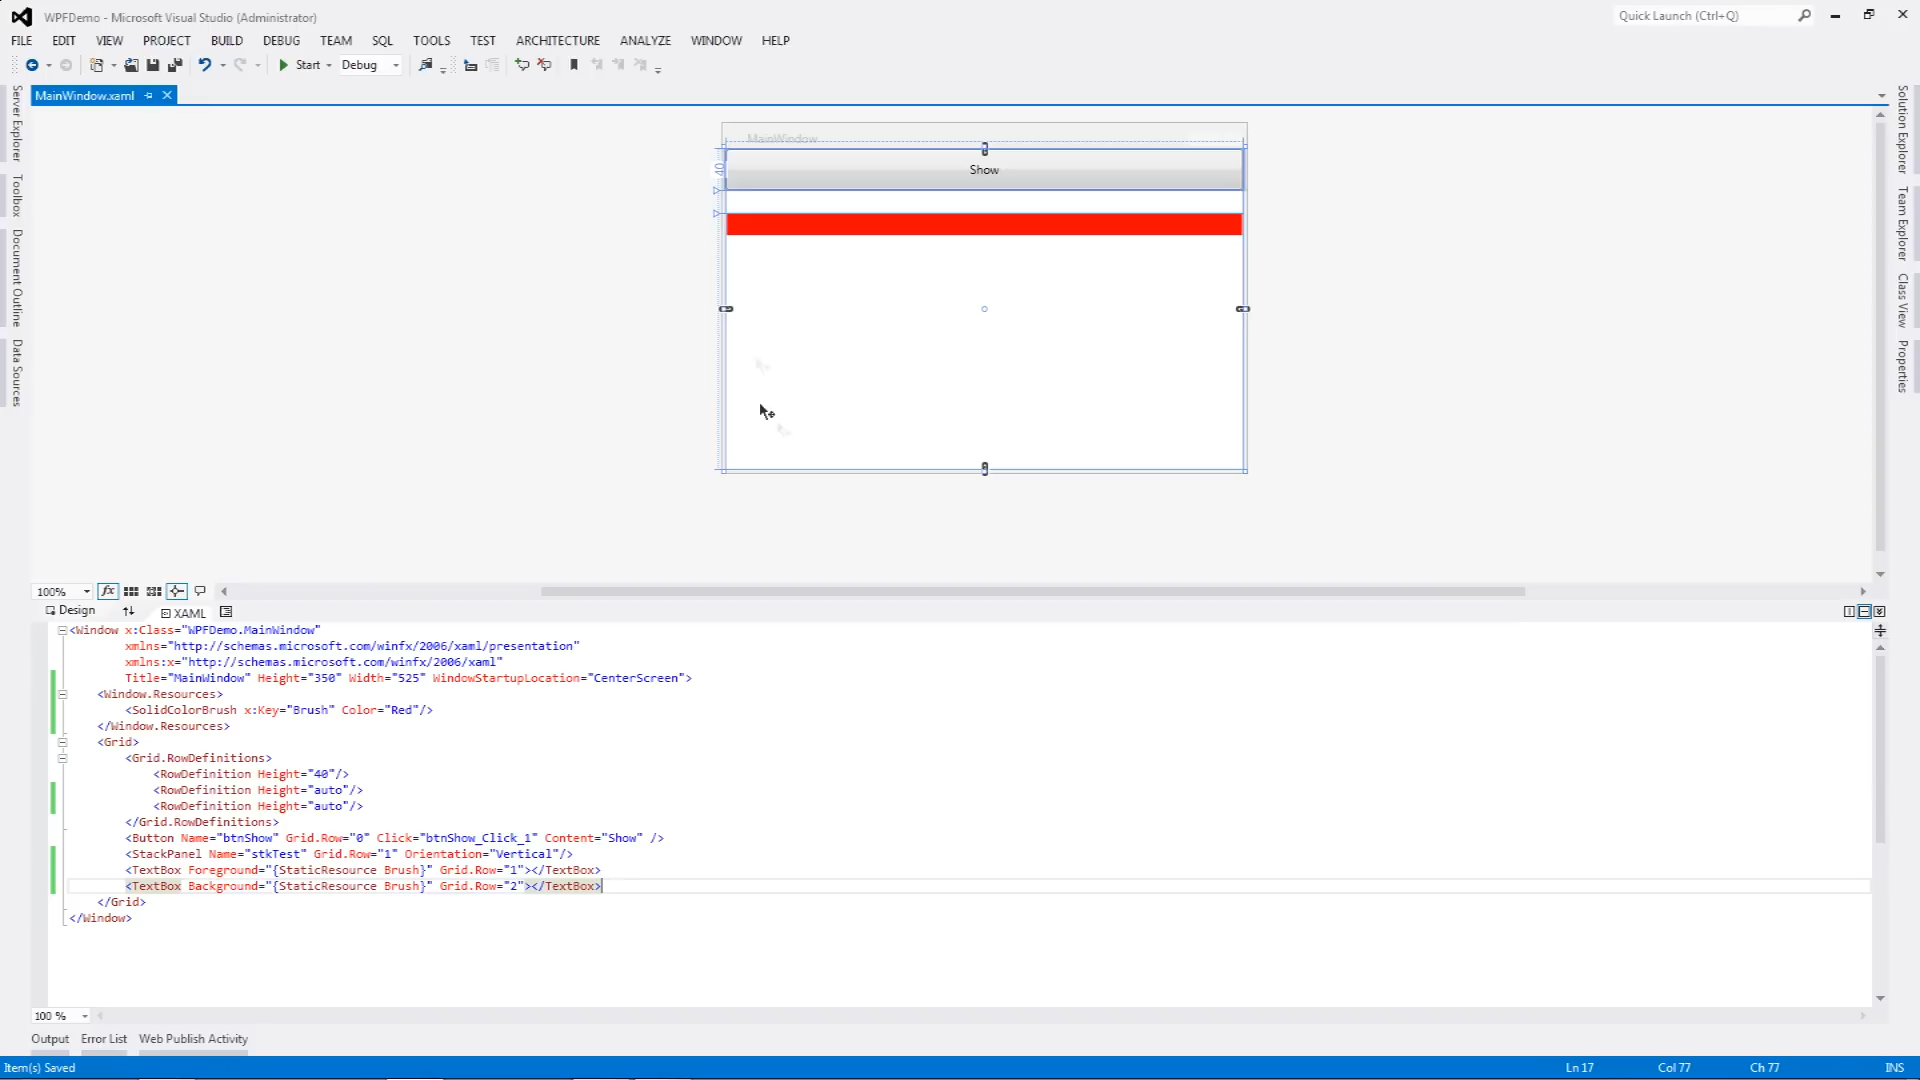 WPFDemo - Microsoft Visual Studio (Administrator)
Quick Launch (Ctrl+Q)
FILE EDIT VIEW PROJECT BUILD DEBUG TEAM SQL TOOLS TEST ARCHITECTURE ANALYZE WINDOW HELP
Start Debug
MainWindow.xaml
Server Explorer
Toolbox
Document Outline
Data Sources
Solution Explorer
Team Explorer
Class View
Properties
MainWindow
40
Show
100% fx
Design XAML
<Window x:Class="WPFDemo.MainWindow"
xmlns="http://schemas.microsoft.com/winfx/2006/xaml/presentation"
xmlns:x="http://schemas.microsoft.com/winfx/2006/xaml"
Title="MainWindow" Height="350" Width="525" WindowStartupLocation="CenterScreen">
<Window.Resources>
<SolidColorBrush x:Key="Brush" Color="Red"/>
</Window.Resources>
<Grid>
<Grid.RowDefinitions>
<RowDefinition Height="40"/>
<RowDefinition Height="auto"/>
<RowDefinition Height="auto"/>
</Grid.RowDefinitions>
<Button Name="btnShow" Grid.Row="0" Click="btnShow_Click_1" Content="Show" />
<StackPanel Name="stkTest" Grid.Row="1" Orientation="Vertical"/>
<TextBox Foreground="{StaticResource Brush}" Grid.Row="1"></TextBox>
<TextBox Background="{StaticResource Brush}" Grid.Row="2"></TextBox>
</Grid>
</Window>
100 %
Output Error List Web Publish Activity
Item(s) Saved Ln 17 Col 77 Ch 77 INS